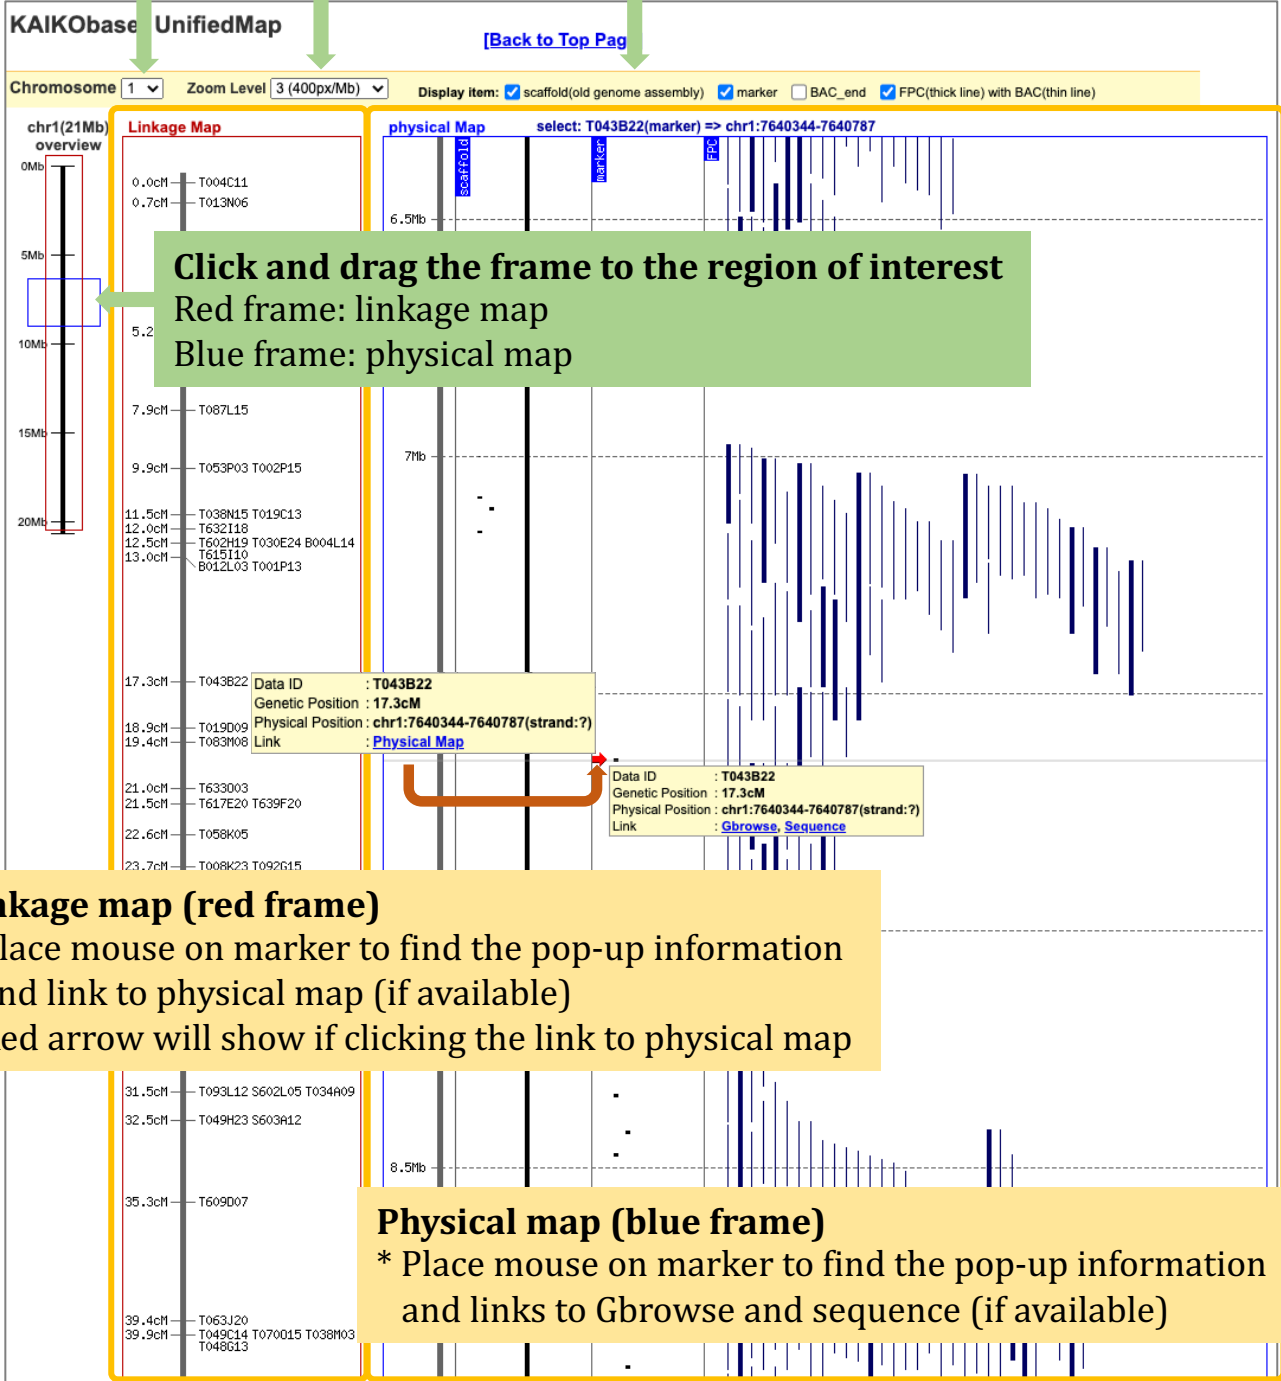 KAIKObase UnifiedMap
[Back to Top Pag
Chromosome 1 Zoom Level 3 (400px/Mb) Display item: scaffold(old genome assembly) marker BAC_end FPC(thick line) with BAC(thin line)
chr1(21Mb)
overview
0Mb
5Mb
10Mb
15Mb
20Mb
Linkage Map
0.0cM T004C11
0.7cM T013N06
5.2
7.9cM T087L15
9.9cM T053P03 T002P15
11.5cM T038N15 T019C13
12.0cM T632I18
12.5cM T602H19 T030E24 B004L14
13.0cM T615I10
B012L03 T001P13
17.3cM T043B22
18.9cM T019D09
19.4cM T083M08
21.0cM T633O03
21.5cM T617E20 T639F20
22.6cM T058K05
23.7cM T008K23 T092G15
31.5cM T093L12 S602L05 T034A09
32.5cM T049H23 S603A12
35.3cM T609D07
39.4cM T063J20
39.9cM T049C14 T070O15 T038M03
T048G13
physical Map select: T043B22(marker) => chr1:7640344-7640787
scaffold
marker
FPC
6.5Mb
7Mb
8.5Mb
Click and drag the frame to the region of interest
Red frame: linkage map
Blue frame: physical map
Data ID : T043B22
Genetic Position : 17.3cM
Physical Position : chr1:7640344-7640787(strand:?)
Link : Physical Map
Data ID : T043B22
Genetic Position : 17.3cM
Physical Position : chr1:7640344-7640787(strand:?)
Link : Gbrowse, Sequence
nkage map (red frame)
lace mouse on marker to find the pop-up information
nd link to physical map (if available)
ed arrow will show if clicking the link to physical map
Physical map (blue frame)
* Place mouse on marker to find the pop-up information
and links to Gbrowse and sequence (if available)